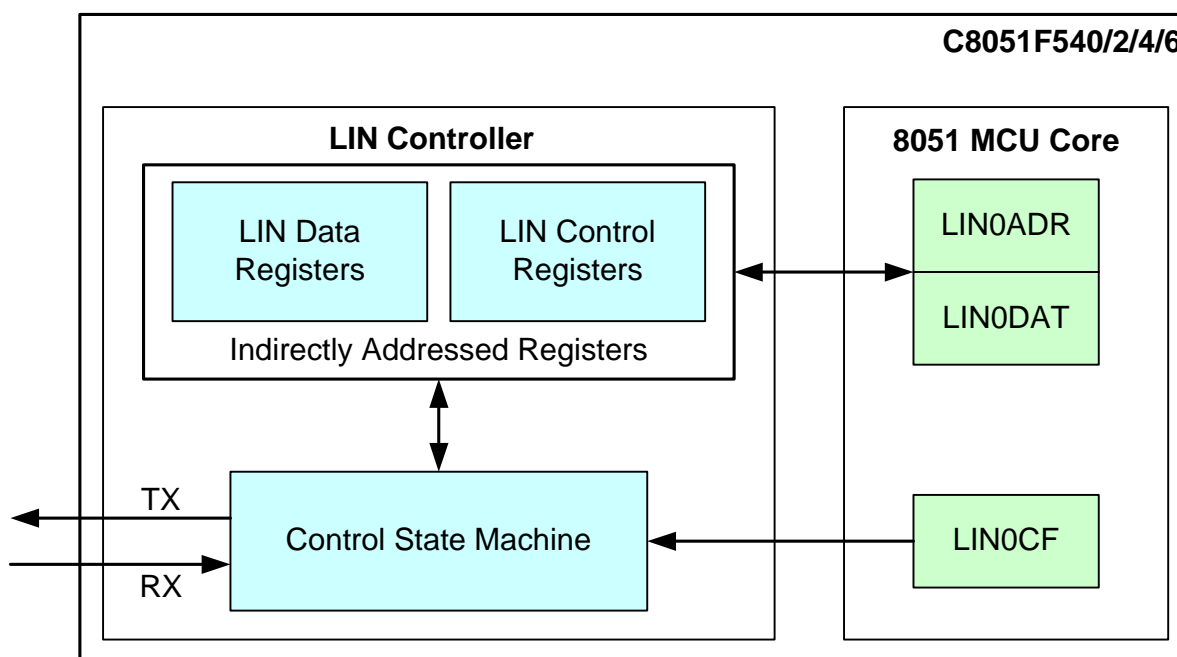 C8051F540/2/4/6
LIN Controller
8051 MCU Core
LIN Data
Registers
LIN Control
Registers
Indirectly Addressed Registers
LIN0ADR
LIN0DAT
TX
RX
Control State Machine
LIN0CF